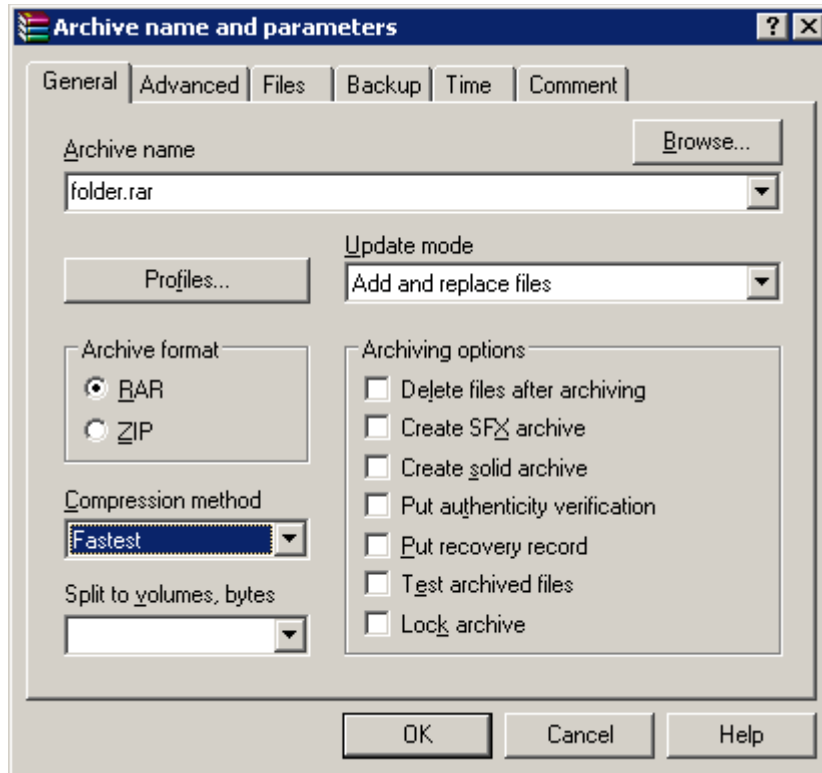 Archive name and parameters
General Advanced Files Backup Time Comment
Browse...
Archive name
folder.rar
Update mode
Profiles...
Add and replace files
Archive format
RAR
ZIP
Archiving options
Delete files after archiving
Create SFX archive
Create solid archive
Put authenticity verification
Put recovery record
Test archived files
Lock archive
Compression method
Fastest
Split to volumes, bytes
OK Cancel Help